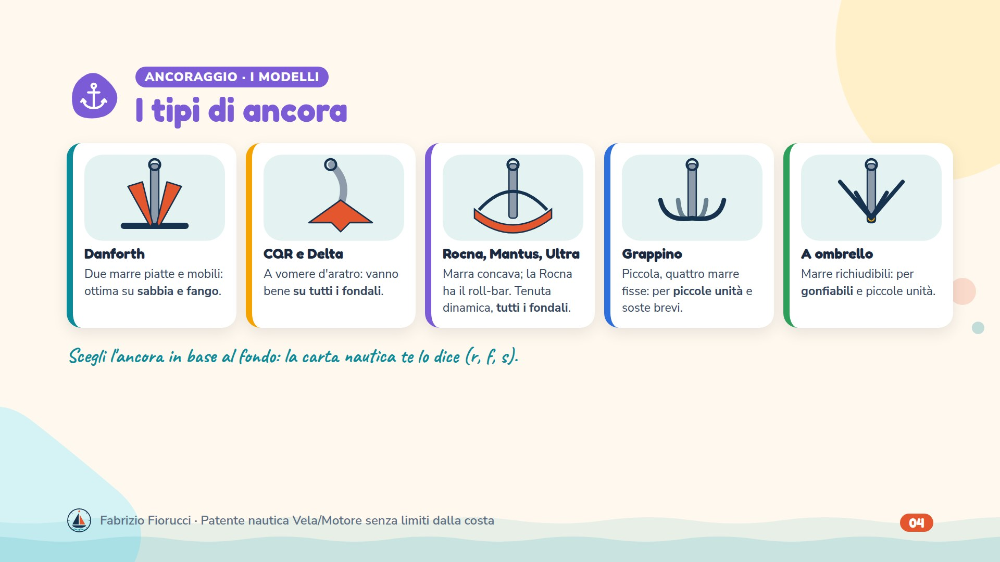 ANCORAGGIO · I MODELLI
I tipi di ancora
Danforth
Due marre piatte e mobili:
ottima su sabbia e fango.
CQR e Delta
A vomere d'aratro: vanno
bene su tutti i fondali.
Rocna, Mantus, Ultra
Marra concava; la Rocna
ha il roll-bar. Tenuta
dinamica, tutti i fondali.
Grappino
Piccola, quattro marre
fisse: per piccole unità e
soste brevi.
A ombrello
Marre richiudibili: per
gonfiabili e piccole unità.
Scegli l'ancora in base al fondo: la carta nautica te lo dice (r, f, s).
Fabrizio Fiorucci · Patente nautica Vela/Motore senza limiti dalla costa
04